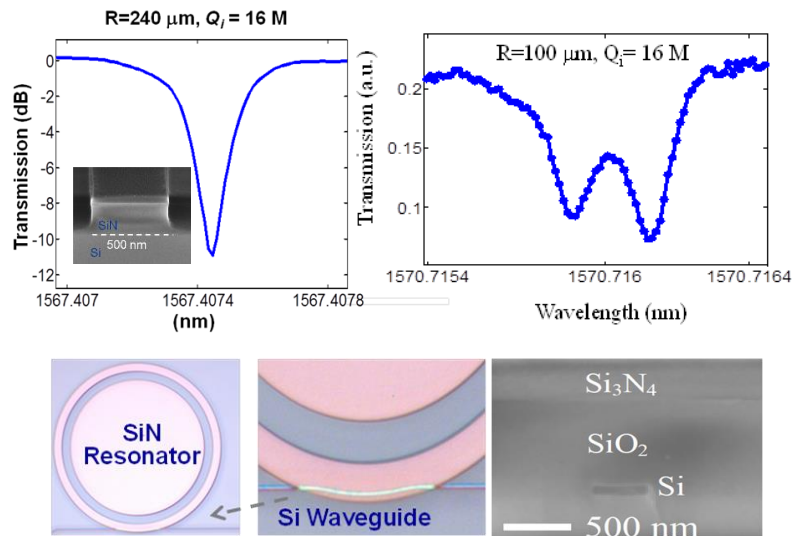 R=240 μm, Qi = 16 M
Transmission (dB)
0
-2
-4
-6
-8
-10
-12
SiN
500 nm
Si
1567.407
1567.4074
1567.4078
(nm)
R=100 μm, Qi= 16 M
Transmission (a.u.)
0.2
0.15
0.1
1570.7154
1570.716
1570.7164
Wavelength (nm)
SiN
Resonator
Si Waveguide
Si3N4
SiO2
Si
500 nm